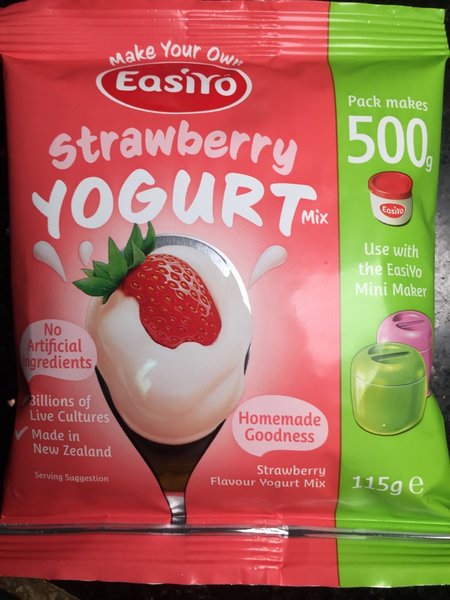 Make Your Own
EasiYo
Strawberry
YOGURT Mix
Pack makes
500g
EasiYo
Use with
the EasiYo
Mini Maker
No
Artificial
Ingredients
Billions of
Live Cultures
Made in
New Zealand
Serving Suggestion
Homemade
Goodness
Strawberry
Flavour Yogurt Mix
115g e